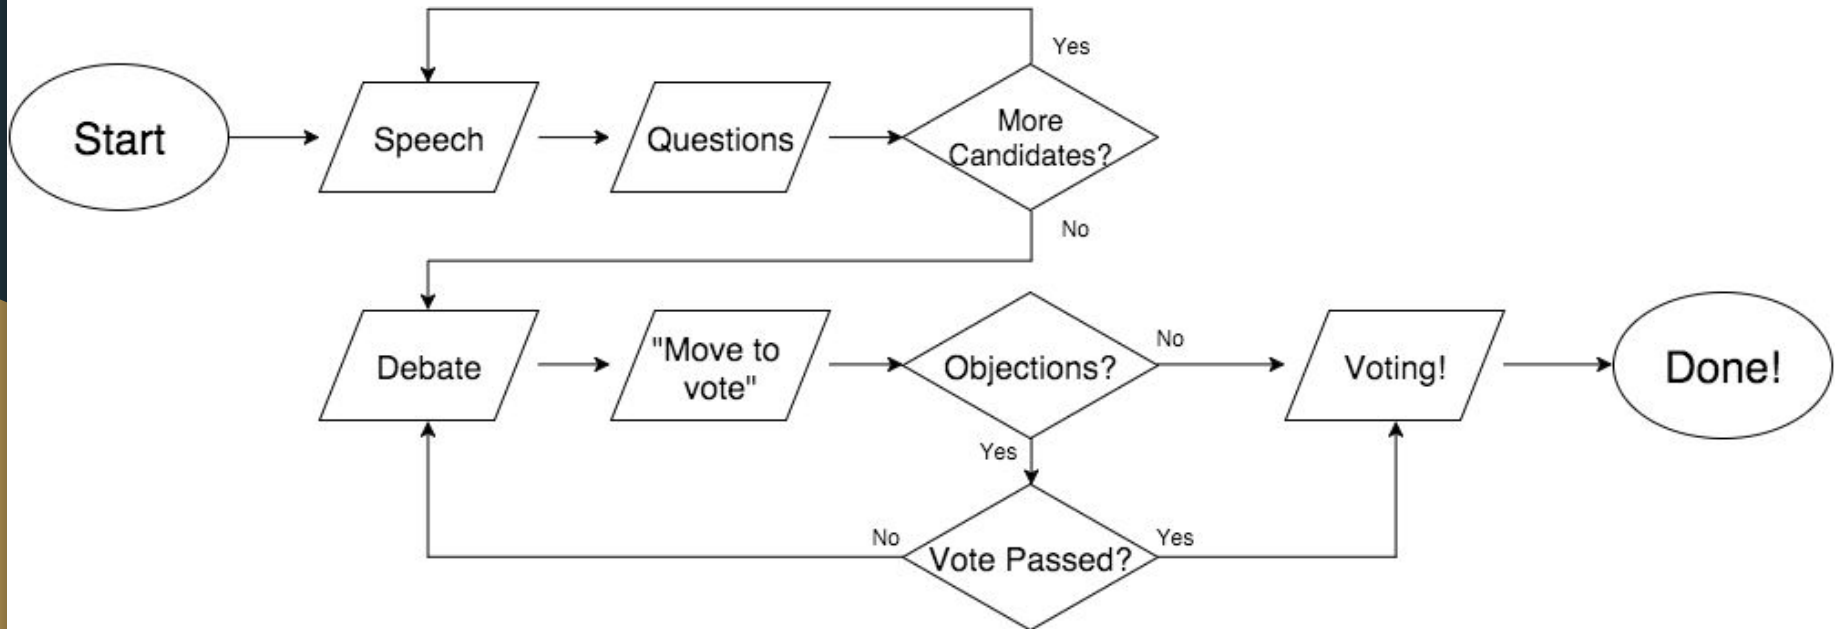 Yes
Start
Speech
Questions
More
Candidates?
No
Debate
"Move to
vote"
Objections?
No
Voting!
Done!
Yes
No
Vote Passed?
Yes